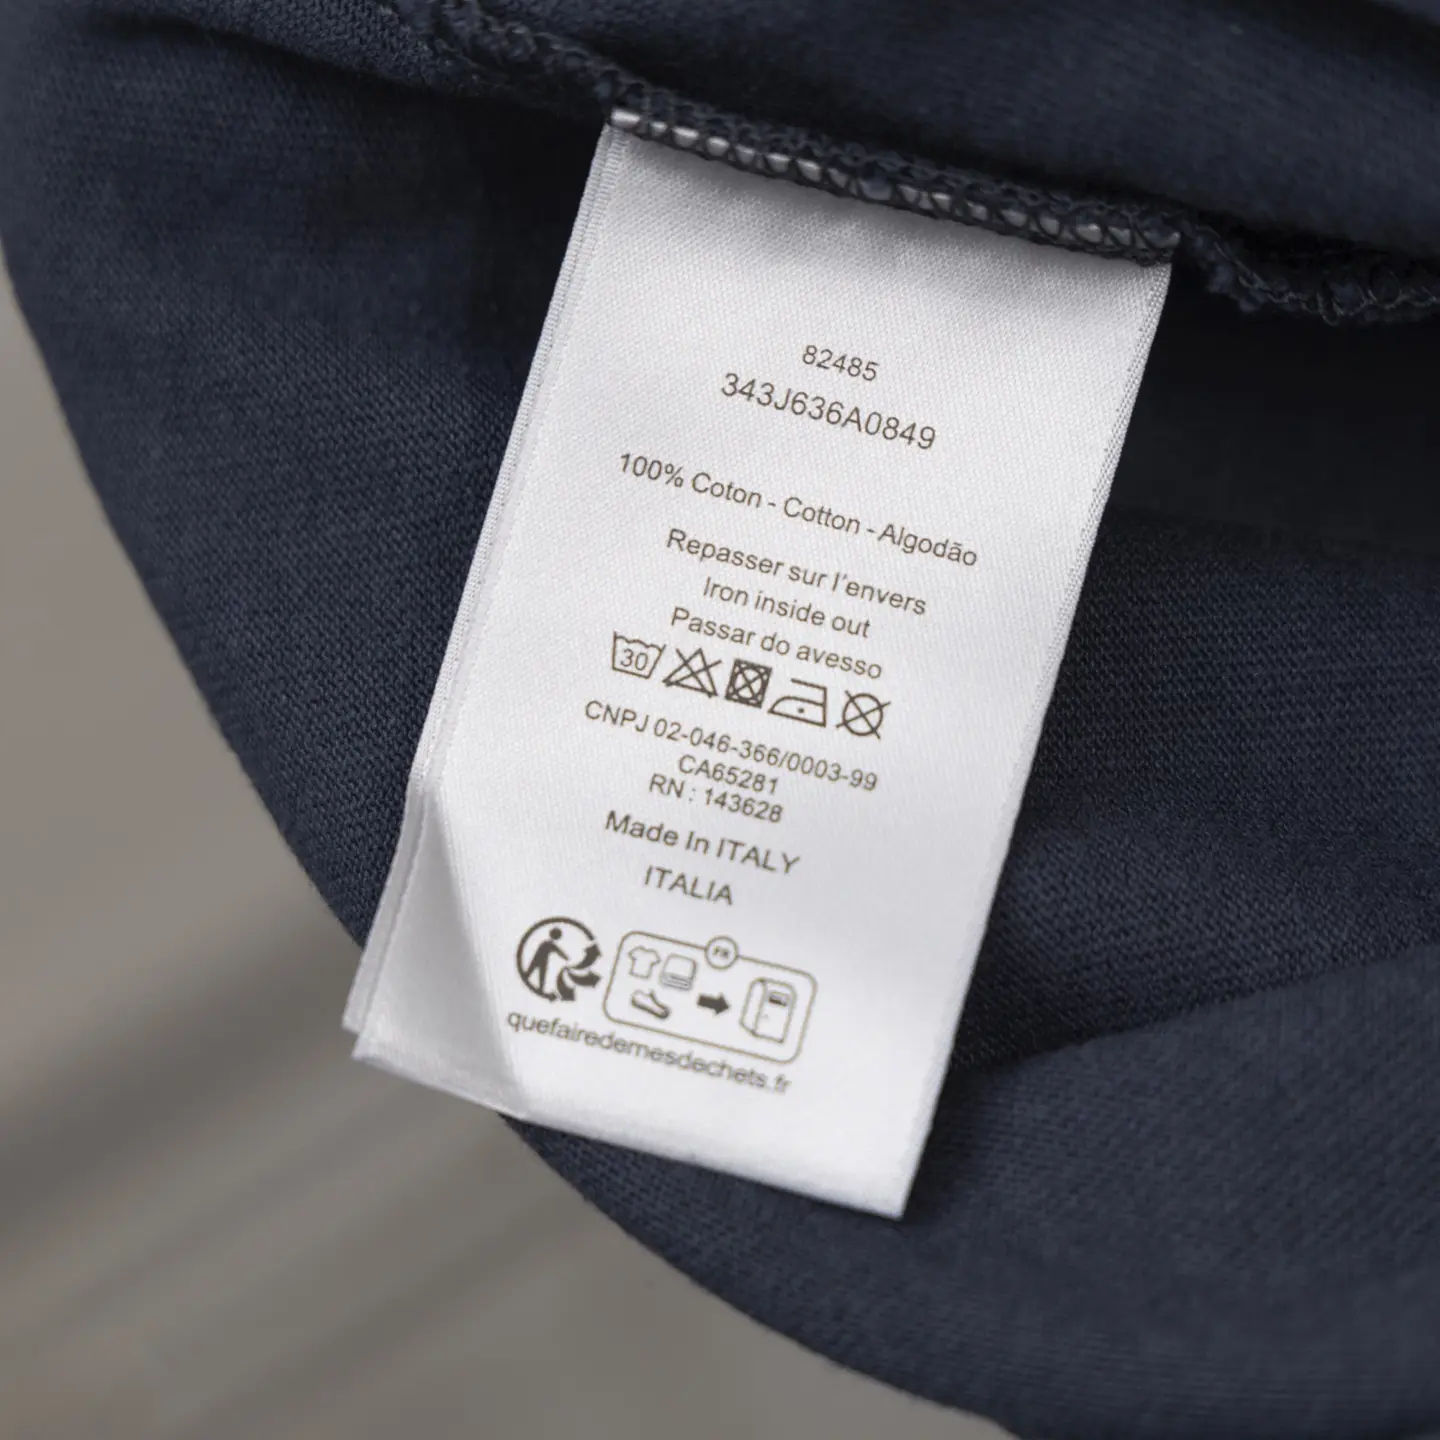 82485
343J636A0849
100% Coton - Cotton - Algodão
Repasser sur l'envers
Iron inside out
Passar do avesso
30
CNPJ 02-046-366/0003-99
CA65281
RN : 143628
Made In ITALY
ITALIA
FR
quefairedemesdechets.fr